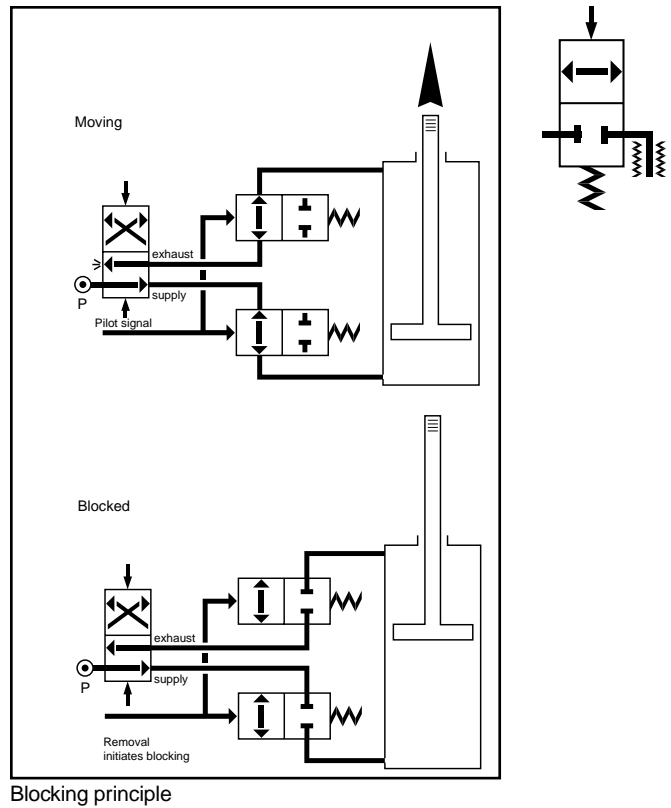 Moving
exhaust
P
supply
Pilot signal
Blocked
exhaust
P
supply
Removal
initiates blocking
Blocking principle